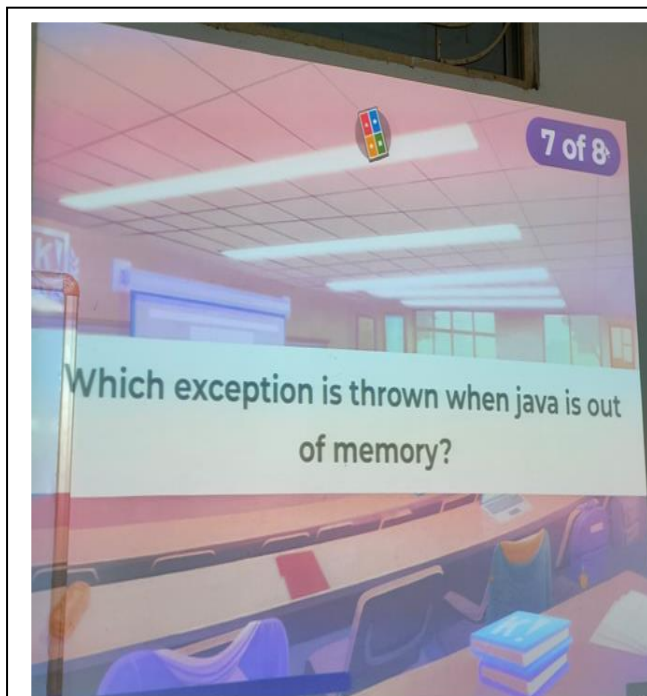 7 of 8
K!
Which exception is thrown when java is out
of memory?
K!